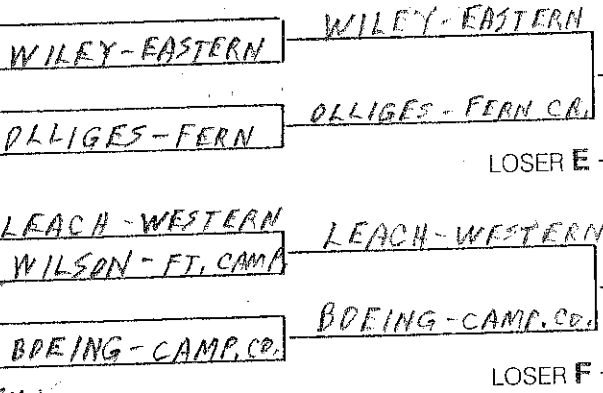 WILEY-EASTERN
WILEY-EASTERN
OLLIGES-FERN
OLLIGES-FERN CR.
LOSER E
LEACH-WESTERN
WILSON-FT. CAMP
LEACH-WESTERN
BOEING-CAMP. CO.
BOEING-CAMP. CO.
LOSER F